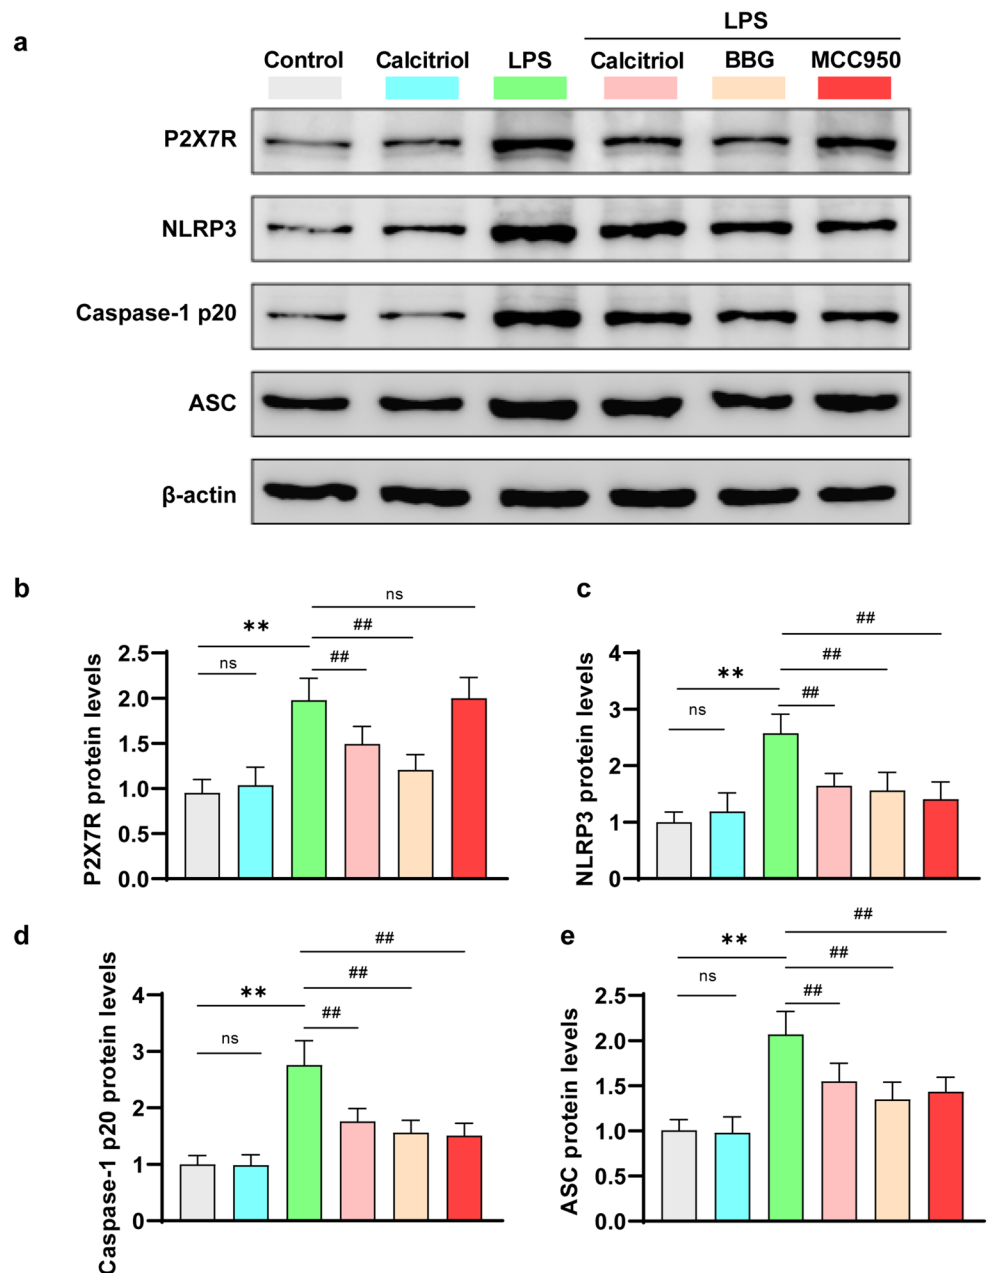 a
LPS
Control Calcitriol LPS Calcitriol BBG MCC950
P2X7R
NLRP3
Caspase-1 p20
ASC
β-actin
b
ns
**
##
ns
##
P2X7R protein levels
2.5
2.0
1.5
1.0
0.5
0.0
c
##
##
**
##
ns
NLRP3 protein levels
4
3
2
1
0
d
##
##
**
##
ns
Caspase-1 p20 protein levels
4
3
2
1
0
e
##
**
##
ns
##
ASC protein levels
2.5
2.0
1.5
1.0
0.5
0.0